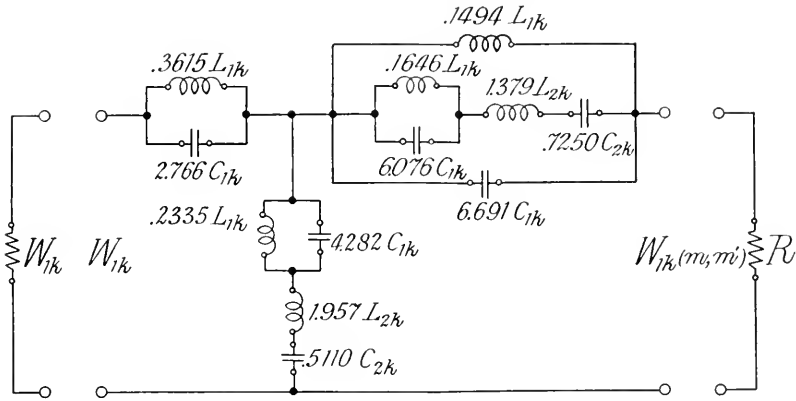 .1494 L1k
.3615 L1k
.1646 L1k
1.379 L2k
2.766 C1k
6.076 C1k
.7250 C2k
6.691 C1k
.2335 L1k
4.282 C1k
W1k
W1k
W1k(m,m')
R
1.957 L2k
.5110 C2k